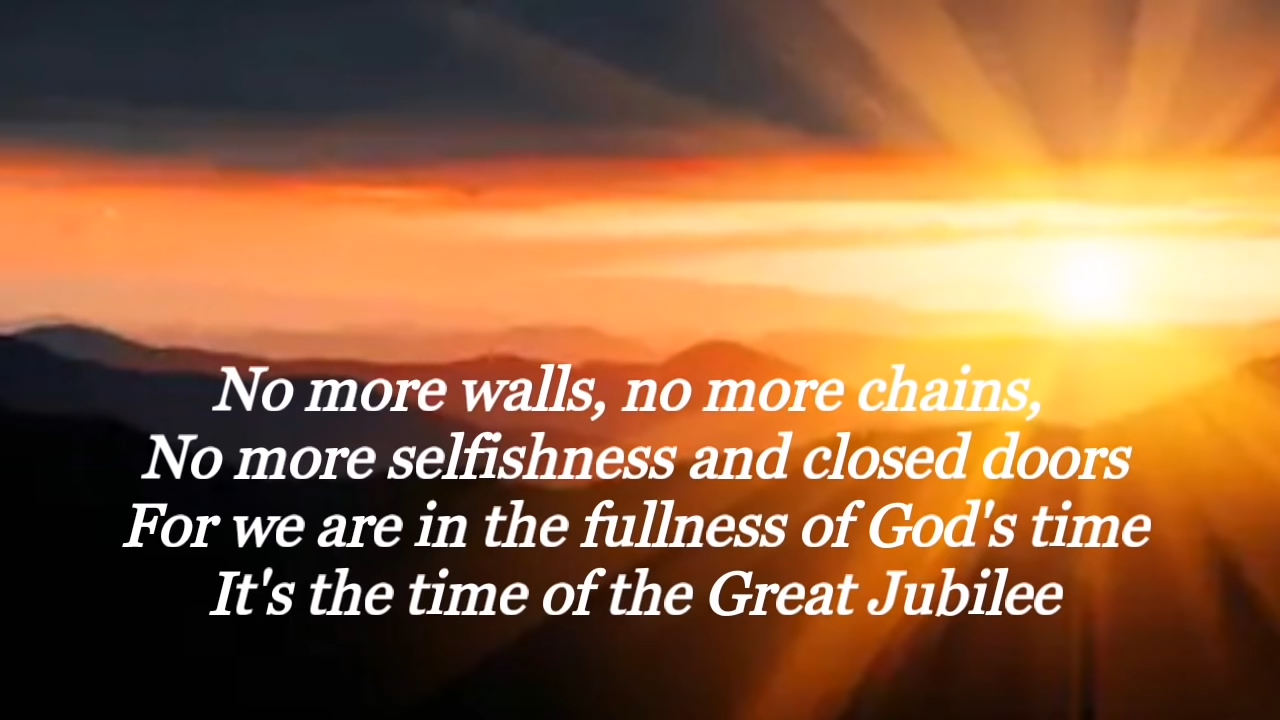 No more walls, no more chains,
No more selfishness and closed doors
For we are in the fullness of God's time
It's the time of the Great Jubilee